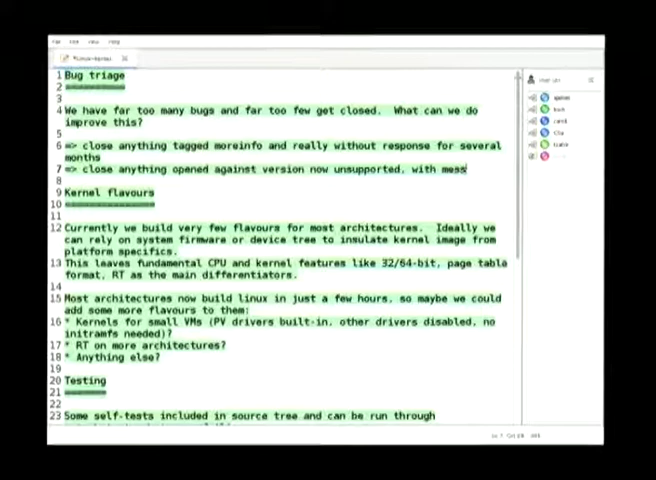 1 Bug triage
2 ==========
3
4 We have far too many bugs and far too few get closed.  What can we do
improve this?
5
6 => close anything tagged moreinfo and really without response for several
months
7 => close anything opened against version now unsupported, with mess
8
9 Kernel flavours
10 ===============
11
12 Currently we build very few flavours for most architectures.  Ideally we
can rely on system firmware or device tree to insulate kernel image from
platform specifics.
13 This leaves fundamental CPU and kernel features like 32/64-bit, page table
format, RT as the main differentiators.
14
15 Most architectures now build linux in just a few hours, so maybe we could
add some more flavours to them:
16 * Kernels for small VMs (PV drivers built-in, other drivers disabled, no
initramfs needed)?
17 * RT on more architectures?
18 * Anything else?
19
20 Testing
21 =======
22
23 Some self-tests included in source tree and can be run through